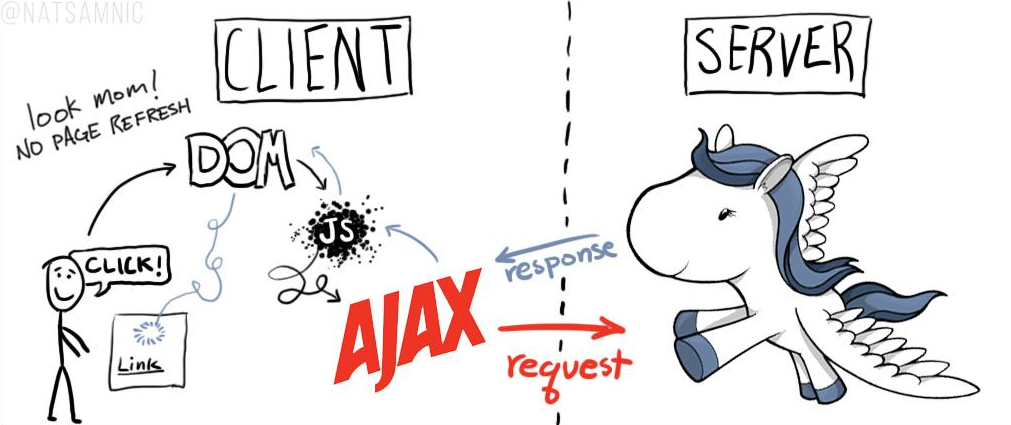 @NATSAMNIC
CLIENT
SERVER
look mom!
NO PAGE REFRESH
DOM
JS
CLICK!
response
AJAX
request
Link